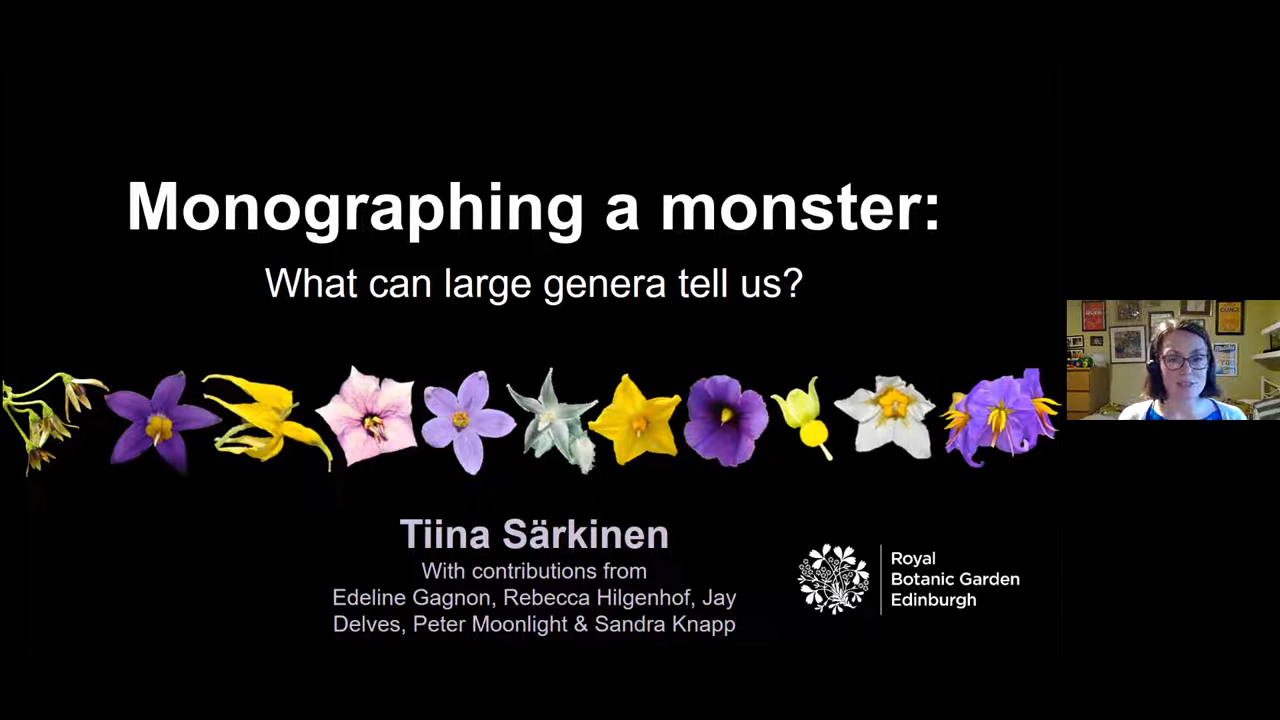 Monographing a monster:
What can large genera tell us?
Tiina Särkinen
With contributions from
Edeline Gagnon, Rebecca Hilgenhof, Jay
Delves, Peter Moonlight & Sandra Knapp
Royal
Botanic Garden
Edinburgh